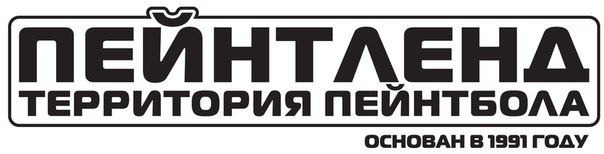 ПЕЙНТЛЕНД
ТЕРРИТОРИЯ ПЕЙНТБОЛА
ОСНОВАН В 1991 ГОДУ